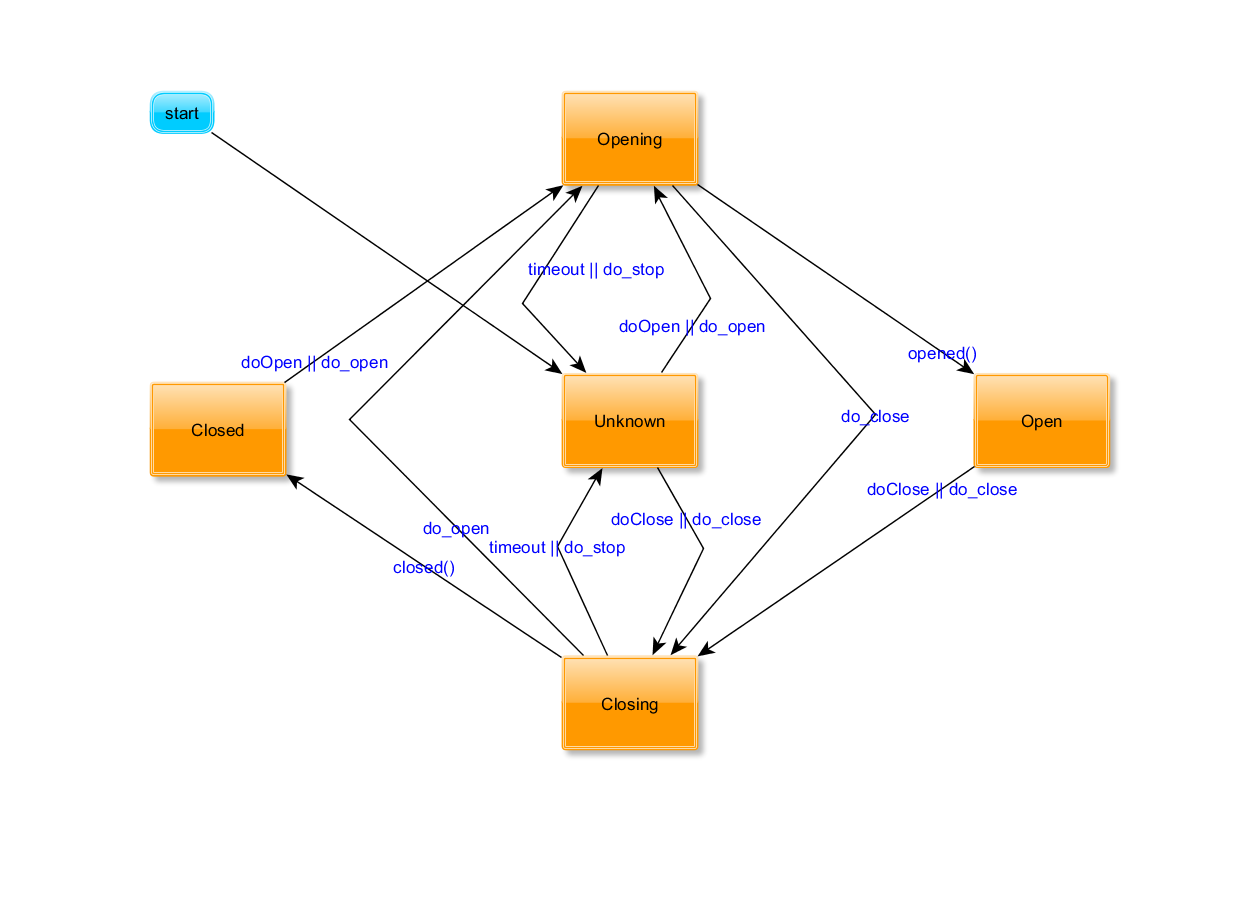 start
Opening
timeout || do_stop
doOpen || do_open
opened()
doOpen || do_open
do_close
Closed
Unknown
Open
doClose || do_close
doClose || do_close
do_open
timeout || do_stop
closed()
Closing